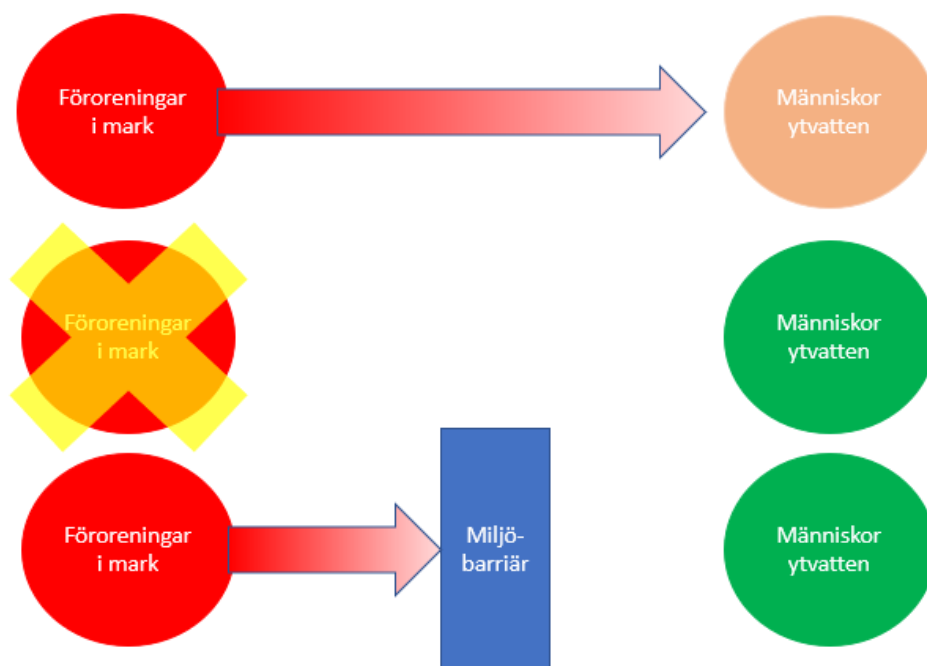 Föroreningar
i mark
Människor
ytvatten
Föroreningar
i mark
Människor
ytvatten
Föroreningar
i mark
Miljö-
barriär
Människor
ytvatten